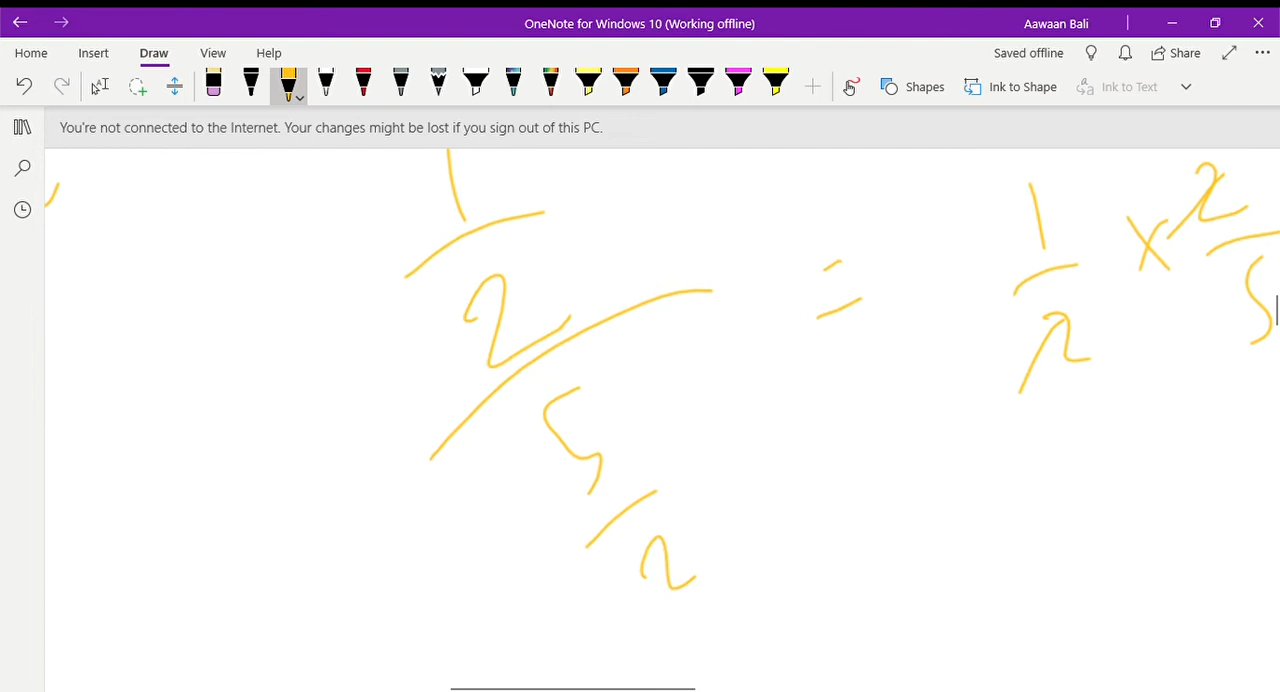 OneNote for Windows 10 (Working offline)
Aawaan Bali
Home Insert Draw View Help
Saved offline
Share
Shapes
Ink to Shape
Ink to Text
You're not connected to the Internet. Your changes might be lost if you sign out of this PC.
1
2
5
2
=
1
2
×
2
5